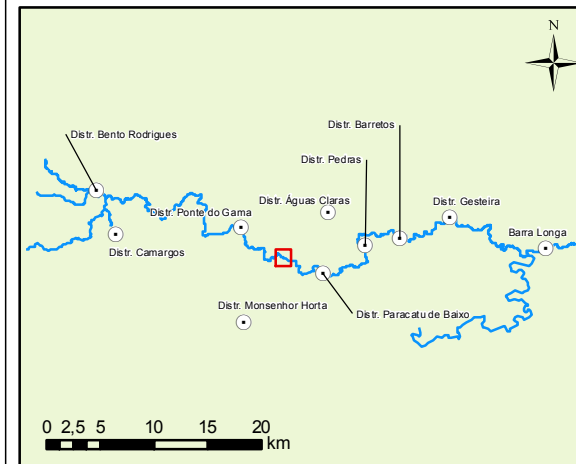 N
Distr. Barretos
Distr. Bento Rodrigues
Distr. Pedras
Distr. Águas Claras
Distr. Gesteira
Distr. Ponte do Gama
Barra Longa
Distr. Camargos
Distr. Monsenhor Horta
Distr. Paracatu de Baixo
0 2,5 5 10 15 20
km